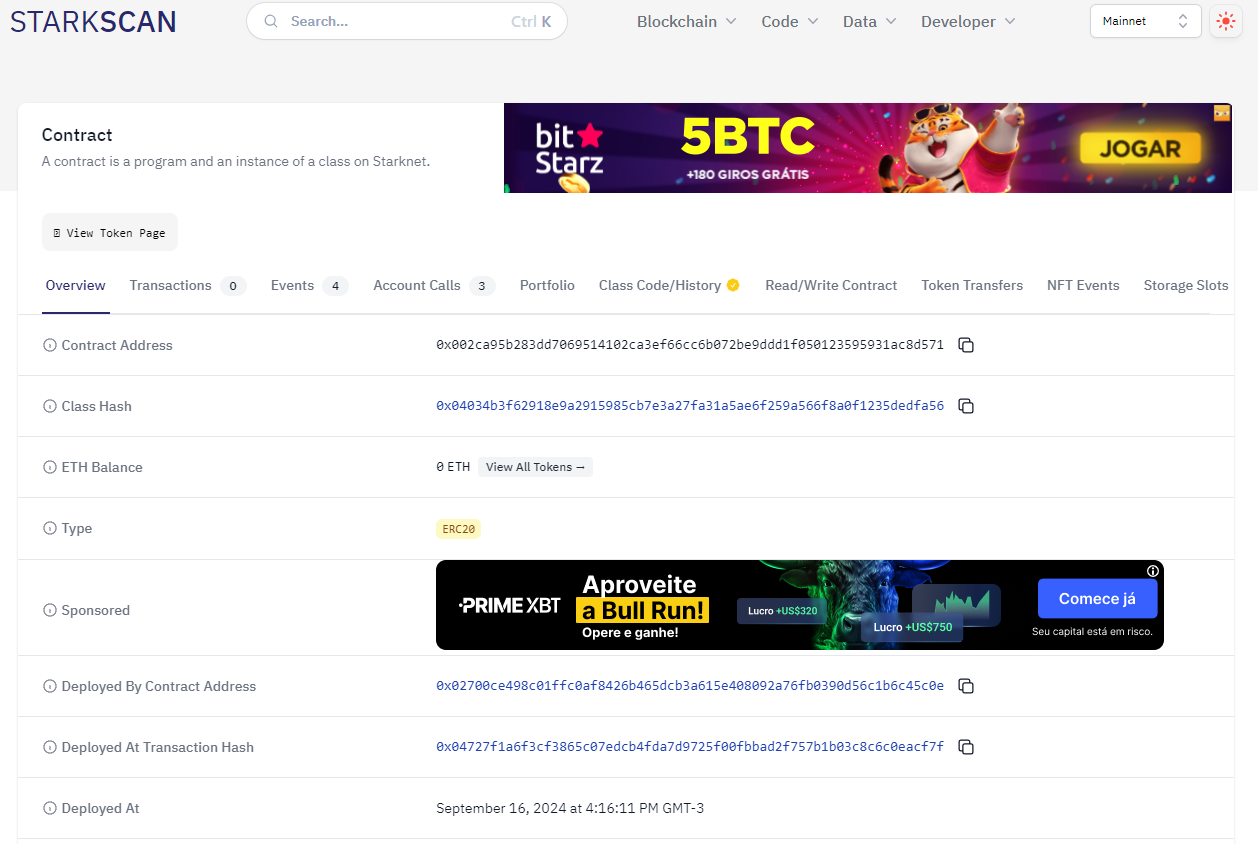 STARKSCAN
Search...
Ctrl K
Blockchain
Code
Data
Developer
Mainnet
Contract
A contract is a program and an instance of a class on Starknet.
bit Starz
5BTC
+180 GIROS GRÁTIS
JOGAR
View Token Page
Overview
Transactions 0
Events 4
Account Calls 3
Portfolio
Class Code/History
Read/Write Contract
Token Transfers
NFT Events
Storage Slots
Contract Address
0x002ca95b283dd7069514102ca3ef66cc6b072be9ddd1f050123595931ac8d571
Class Hash
0x04034b3f62918e9a2915985cb7e3a27fa31a5ae6f259a566f8a0f1235dedfa56
ETH Balance
0 ETH
View All Tokens →
Type
ERC20
Sponsored
PRIME XBT
Aproveite
a Bull Run!
Opere e ganhe!
Lucro +US$320
Lucro +US$750
Comece já
Seu capital está em risco.
Deployed By Contract Address
0x02700ce498c01ffc0af8426b465dcb3a615e408092a76fb0390d56c1b6c45c0e
Deployed At Transaction Hash
0x04727f1a6f3cf3865c07edcb4fda7d9725f00fbbad2f757b1b03c8c6c0eacf7f
Deployed At
September 16, 2024 at 4:16:11 PM GMT-3